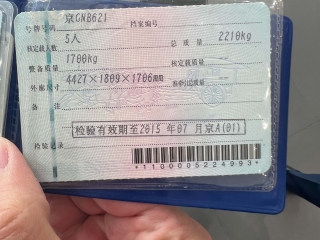 号牌号码 京GNB621 档案编号
核定载人数 5人 总质量 2210kg
整备质量 1700kg 核定载质量 --
外廓尺寸 4427×1809×1706mm 准牵引总质量 --
备注
检验有效期至2015年07月京A(01)
检验记录
*1100005224993*